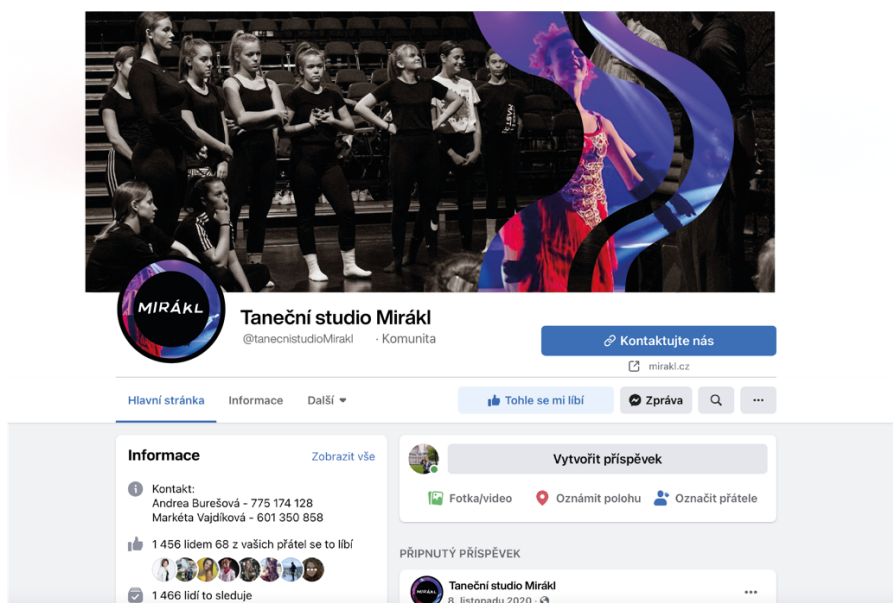 MIRÁKL
Taneční studio Mirákl
@tanecnistudioMirakl · Komunita
Kontaktujte nás
mirakl.cz
Hlavní stránka Informace Další
Tohle se mi líbí Zpráva
Informace Zobrazit vše
Kontakt:
Andrea Burešová - 775 174 128
Markéta Vajdíková - 601 350 858
1 456 lidem 68 z vašich přátel se to líbí
1 466 lidí to sleduje
Vytvořit příspěvek
Fotka/video Oznámit polohu Označit přátele
PŘIPNUTÝ PŘÍSPĚVEK
MIRÁKL
Taneční studio Mirákl
8. listopadu 2020 ·